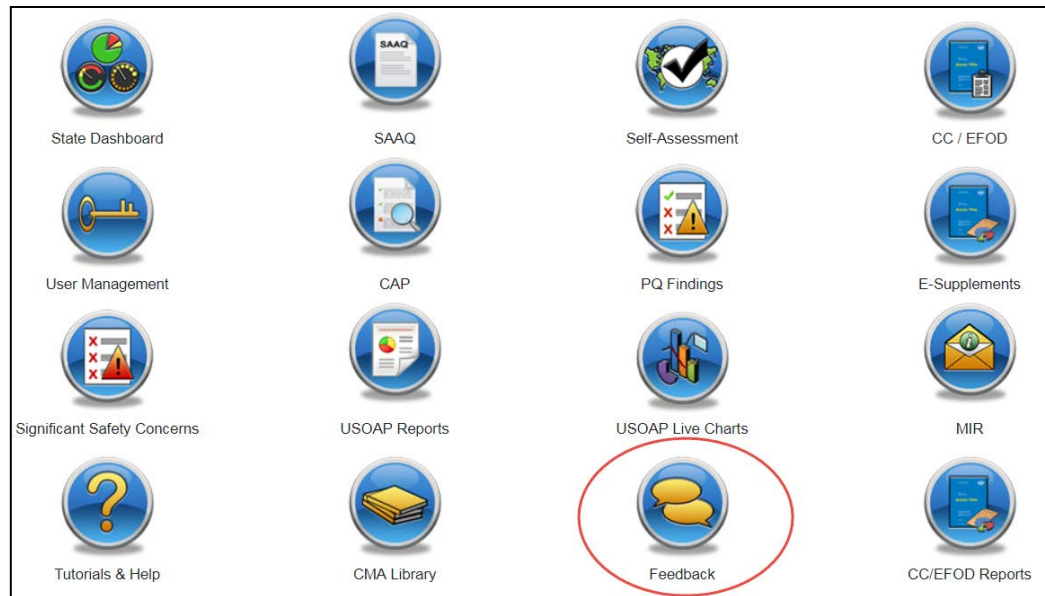 State Dashboard
SAAQ
SAAQ
Self-Assessment
CC / EFOD
User Management
CAP
PQ Findings
E-Supplements
Significant Safety Concerns
USOAP Reports
USOAP Live Charts
MIR
Tutorials & Help
CMA Library
Feedback
CC/EFOD Reports